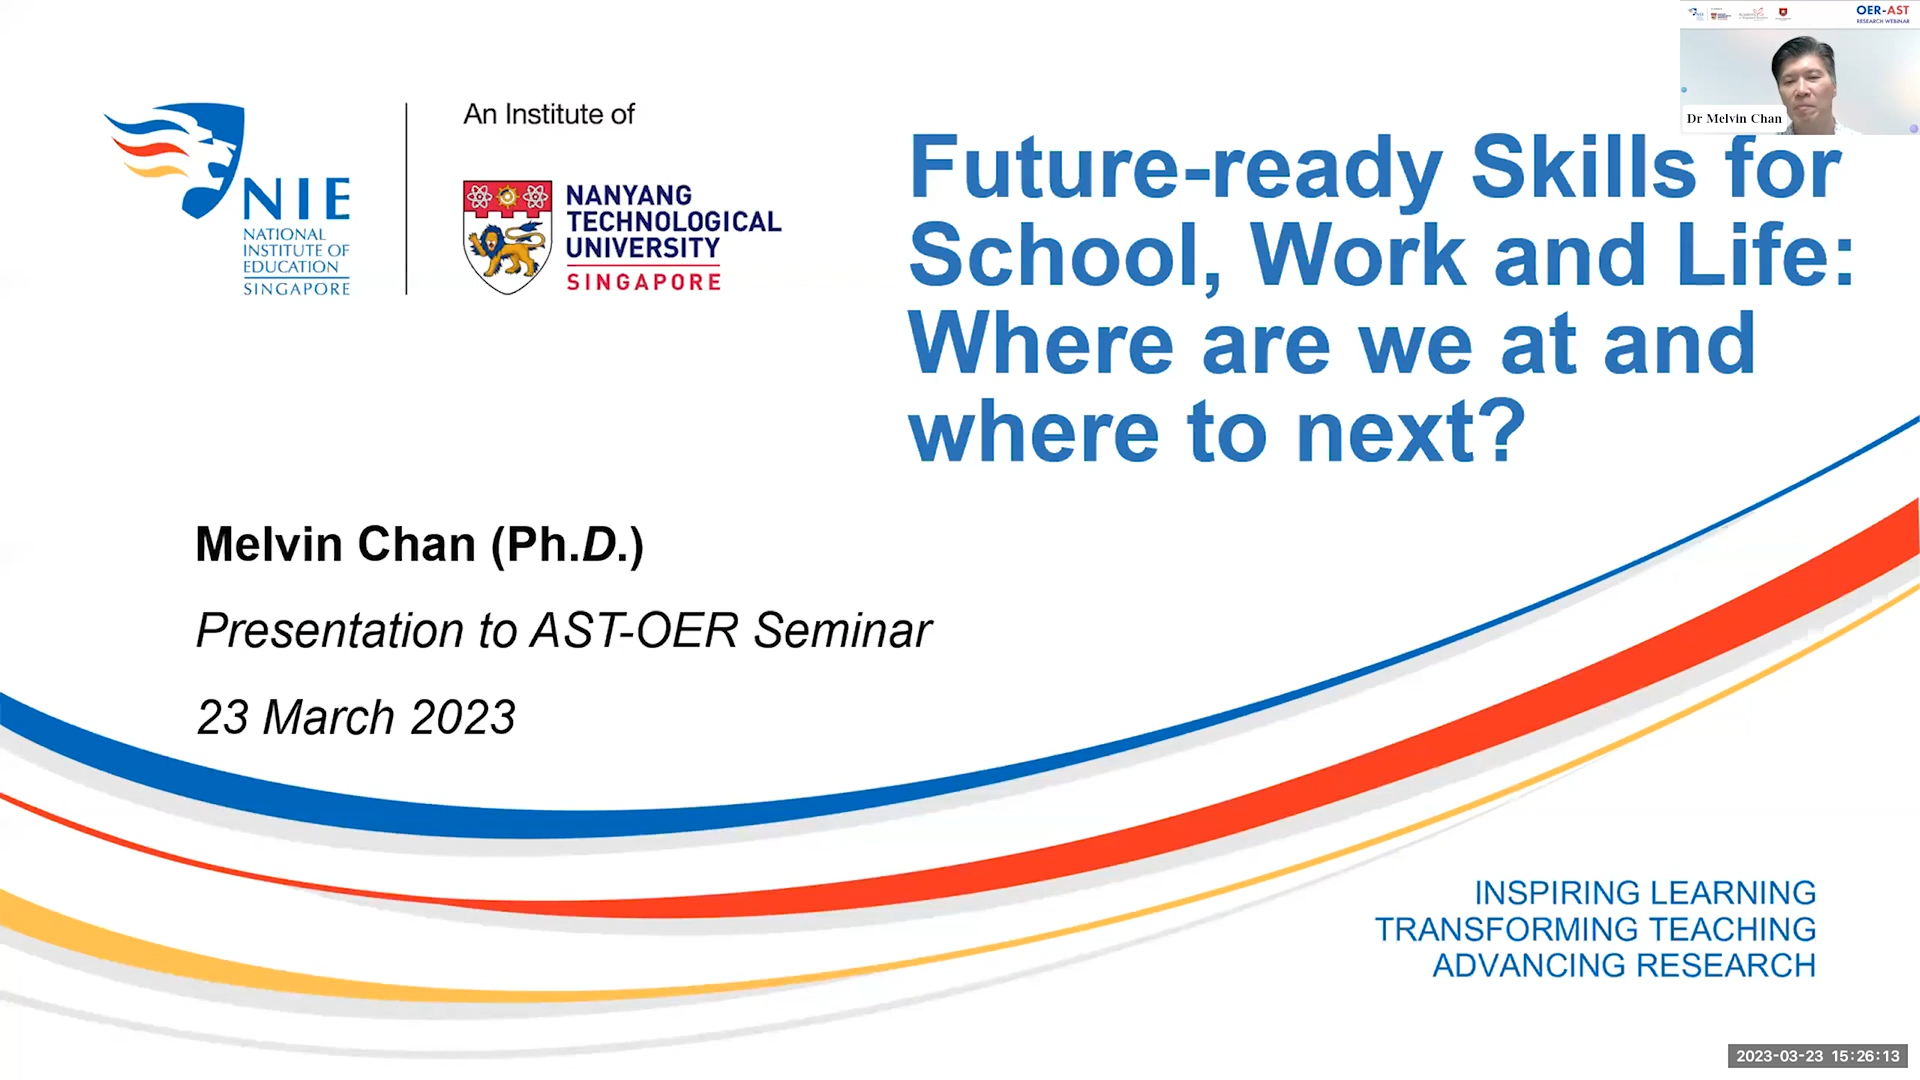 OER-AST
RESEARCH WEBINAR
Dr Melvin Chan
NIE
NATIONAL
INSTITUTE OF
EDUCATION
SINGAPORE
An Institute of
NANYANG
TECHNOLOGICAL
UNIVERSITY
SINGAPORE
Future-ready Skills for
School, Work and Life:
Where are we at and
where to next?
Melvin Chan (Ph.D.)
Presentation to AST-OER Seminar
23 March 2023
INSPIRING LEARNING
TRANSFORMING TEACHING
ADVANCING RESEARCH
2023-03-23 15:26:13